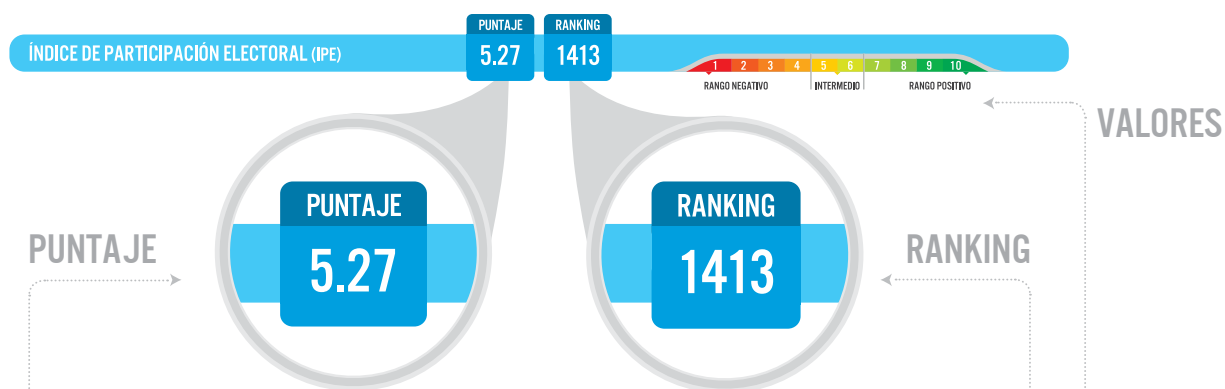 PUNTAJE RANKING
ÍNDICE DE PARTICIPACIÓN ELECTORAL (IPE) 5.27 1413
1 2 3 4 5 6 7 8 9 10
RANGO NEGATIVO INTERMEDIO RANGO POSITIVO
VALORES
PUNTAJE RANKING
PUNTAJE 5.27 1413 RANKING